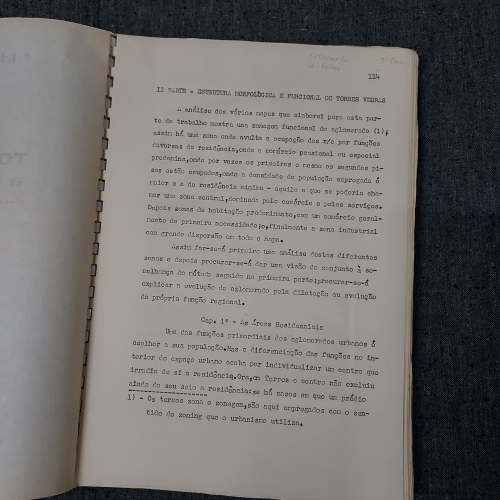 124
II PARTE - ESTRUTURA MORFOLÓGICA E FUNCIONAL DE TORRES VEDRAS
A análise dos vários mapas que elaborei para esta par-
te do trabalho mostra uma zonagem funcional do aglomerado (1);
assim há uma zona onde avulta a ocupação dos r/c por funções
diversas da residência, onde o comércio pensional ou especial
predomina, onde por vezes os primeiros e mesmo os segundos pi-
sos estão ocupados, onde a densidade de população empregada é
maior e a de residência mínima - aquilo a que se poderia cha-
mar uma zona central, dominada pelo comércio e pelos serviços.
Depois zonas de habitação predominante, com um comércio geral-
mente de primeira necessidade; e, finalmente a zona industrial
com grande dispersão em todo o mapa.
Assim far-se-á primeiro uma análise destas diferentes
zonas e depois procurar-se-á dar uma visão de conjunto à se-
melhança do método seguido na primeira parte; procurar-se-á
explicar a evolução do aglomerado pela dilatação ou evolução
da própria função regional.
Cap. 1º - As Áreas Residenciais
Uma das funções primordiais dos aglomerados urbanos é
acolher a sua população. Mas a diferenciação das funções no in-
terior do espaço urbano acaba por individualizar um centro que
irradia de si a residência. Ora, em Torres o centro não excluiu
ainda do seu seio a residência: se há casos em que um prédio
1) - Os termos zona e zonagem, são aqui empregados com o sen-
tido de zoning que o urbanismo utiliza.